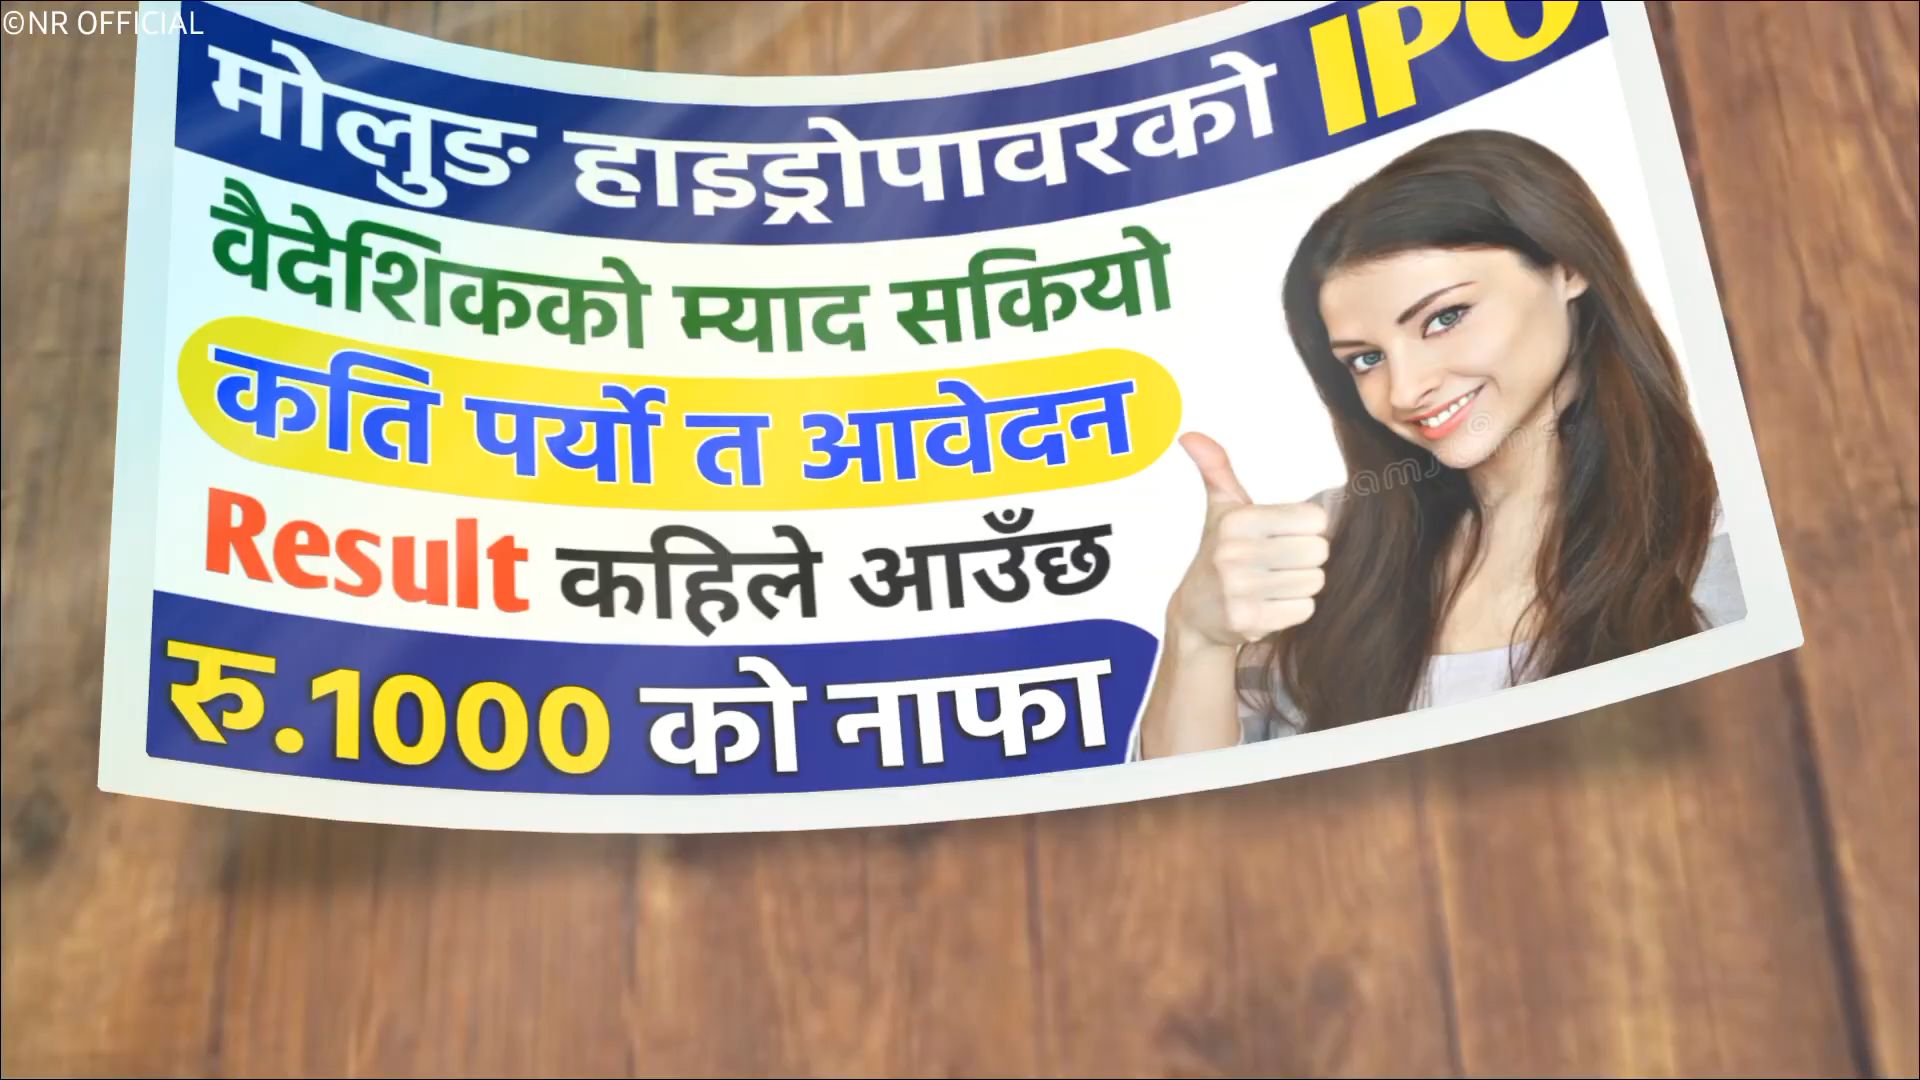 ©NR OFFICIAL
मोलुङ हाइड्रोपावरको IPO
वैदेशिकको म्याद सकियो
कति पर्यो त आवेदन
Result कहिले आउँछ
रु.1000 को नाफा